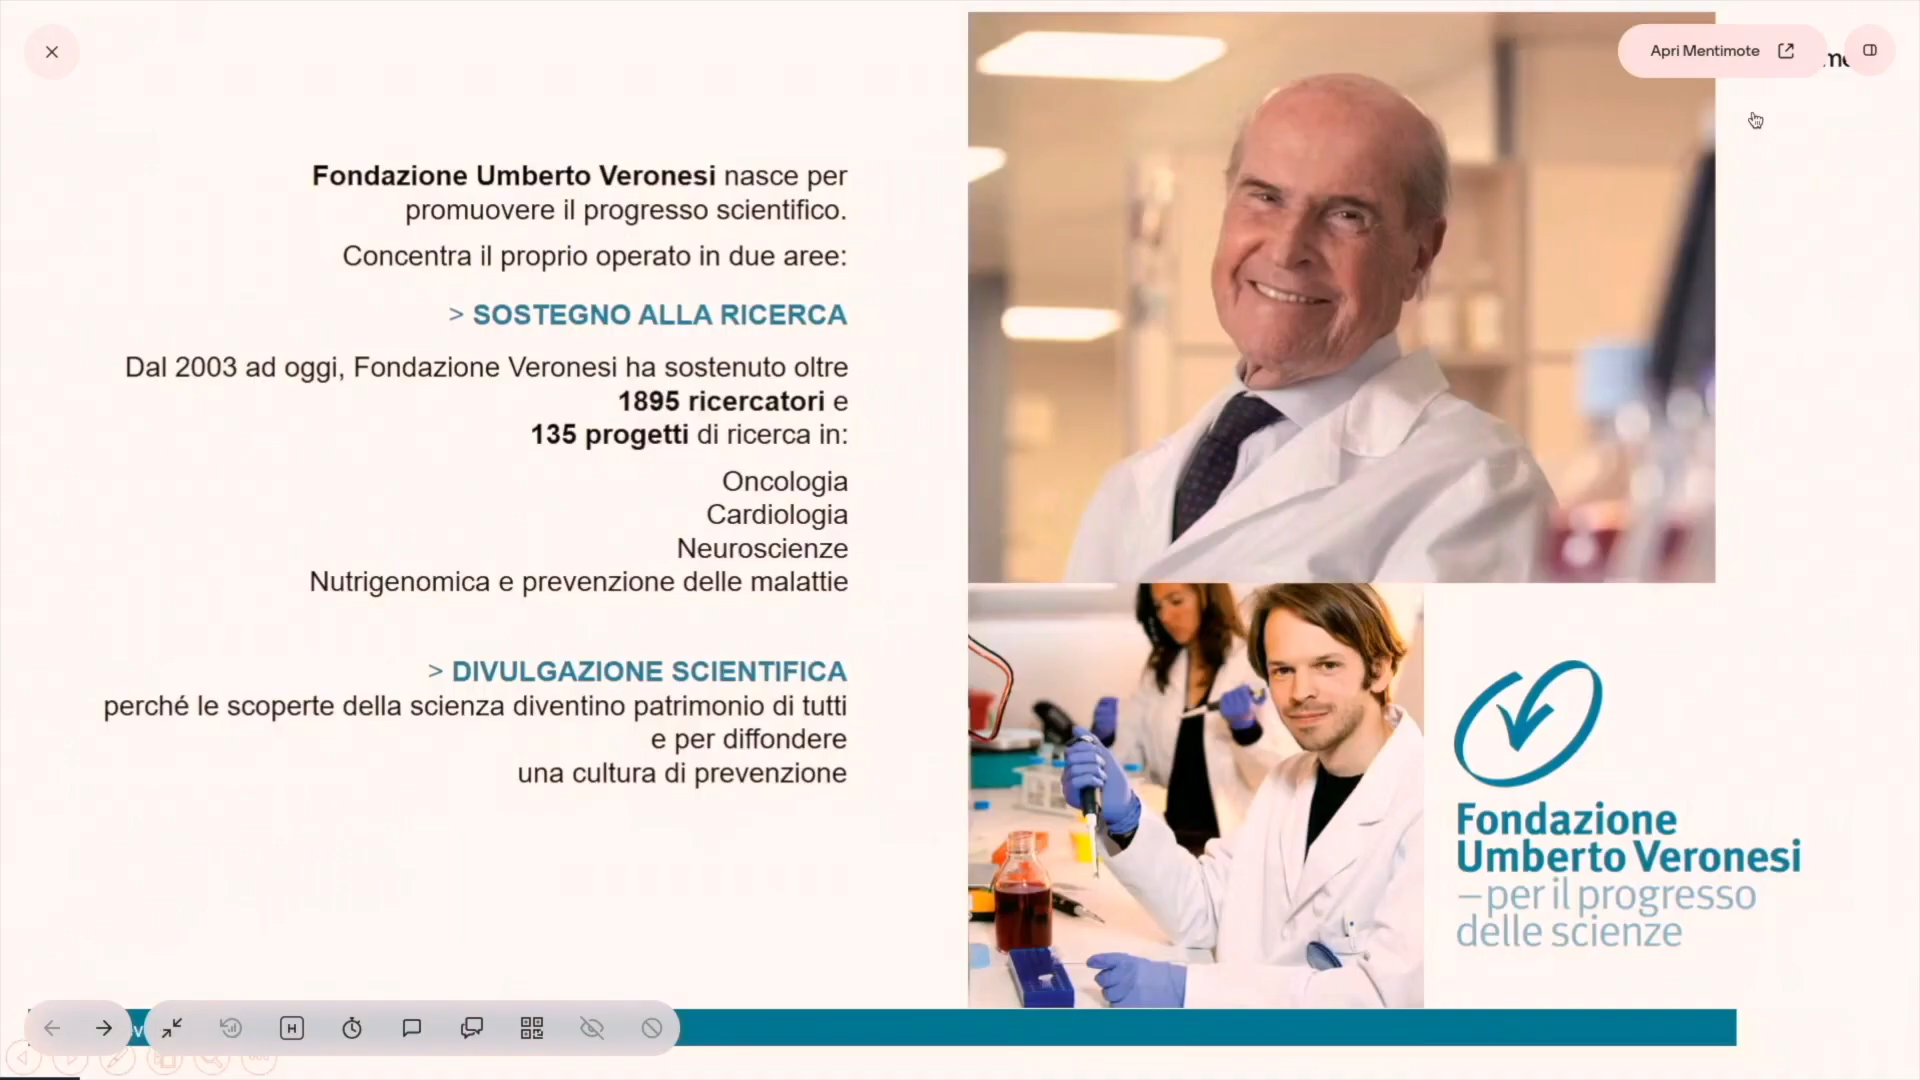 Apri Mentimote
Fondazione Umberto Veronesi nasce per
promuovere il progresso scientifico.
Concentra il proprio operato in due aree:
> SOSTEGNO ALLA RICERCA
Dal 2003 ad oggi, Fondazione Veronesi ha sostenuto oltre
1895 ricercatori e
135 progetti di ricerca in:
Oncologia
Cardiologia
Neuroscienze
Nutrigenomica e prevenzione delle malattie
> DIVULGAZIONE SCIENTIFICA
perché le scoperte della scienza diventino patrimonio di tutti
e per diffondere
una cultura di prevenzione
Fondazione
Umberto Veronesi
–per il progresso
delle scienze
H